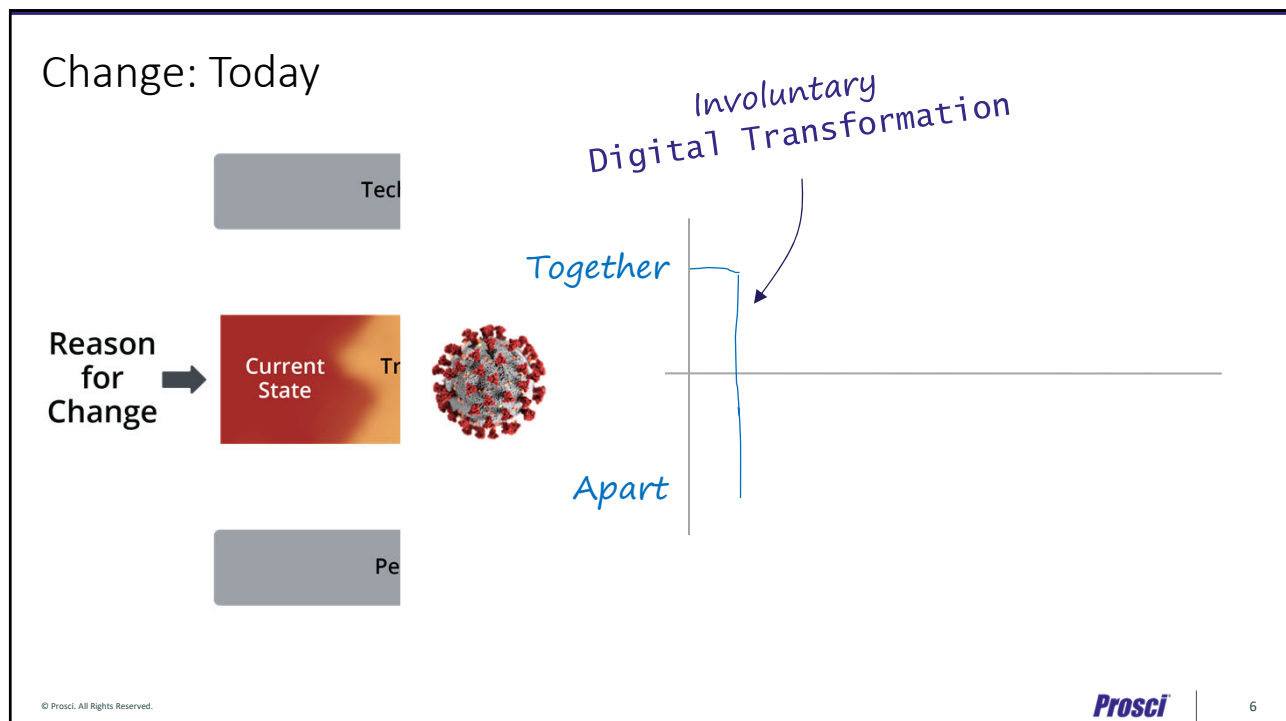 Change: Today
Involuntary
Digital Transformation
Tech
Together
Reason
for
Change
Current
State
Tr
Apart
Pe
© Prosci. All Rights Reserved.
Prosci
6